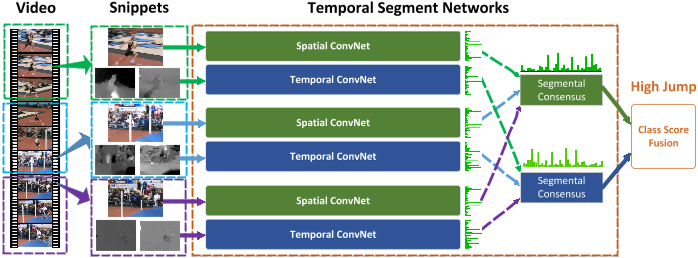 Video
Snippets
Temporal Segment Networks
Spatial ConvNet
Temporal ConvNet
Spatial ConvNet
Temporal ConvNet
Spatial ConvNet
Temporal ConvNet
Segmental
Consensus
Segmental
Consensus
High Jump
Class Score
Fusion